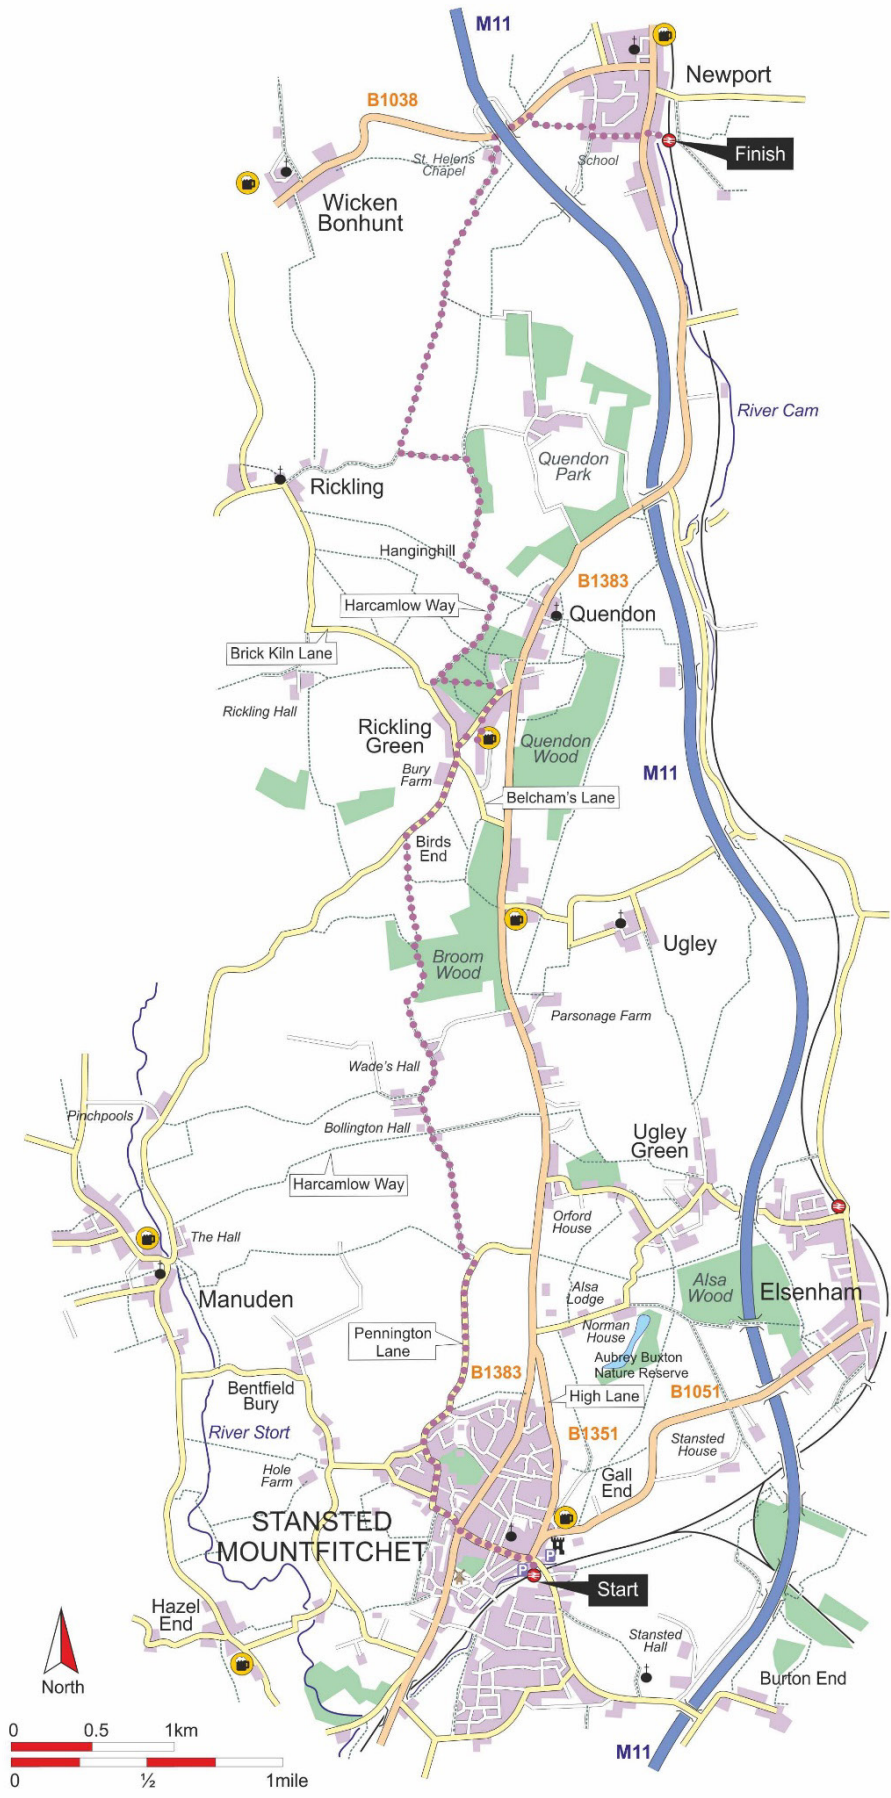 M11
Newport
B1038
St. Helens
Chapel
School
Finish
Wicken
Bonhunt
River Cam
Quendon
Park
Rickling
Hanginghill
B1383
Harcamlow Way
Quendon
Brick Kiln Lane
Rickling Hall
Rickling
Green
Quendon
Wood
Bury
Farm
M11
Belcham's Lane
Birds
End
Ugley
Broom
Wood
Parsonage Farm
Wade's Hall
Pinchpools
Bollington Hall
Ugley
Green
Harcamlow Way
Orford
House
The Hall
Manuden
Alsa
Lodge
Alsa
Wood
Elsenham
Norman
House
Pennington
Lane
Aubrey Buxton
Nature Reserve
B1383
High Lane
B1051
Bentfield
Bury
River Stort
B1351
Stansted
House
Hole
Farm
Gall
End
STANSTED
MOUNTFITCHET
P
P
Start
Hazel
End
Stansted
Hall
North
Burton End
0 0.5 1km
M11
0 ½ 1mile